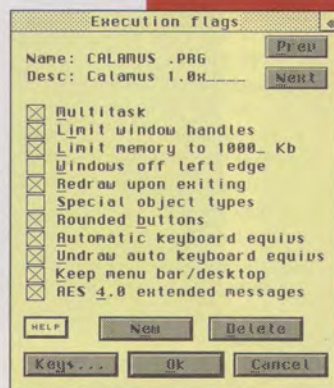 Execution flags
Prev
Name: CALAMUS .PRG
Desc: Calamus 1.0x____
Next
Multitask
Limit window handles
Limit memory to 1000_ Kb
Windows off left edge
Redraw upon exiting
Special object types
Rounded buttons
Automatic keyboard equivs
Undraw auto keyboard equivs
Keep menu bar/desktop
AES 4.0 extended messages
HELP
New
Delete
Keys...
Ok
Cancel